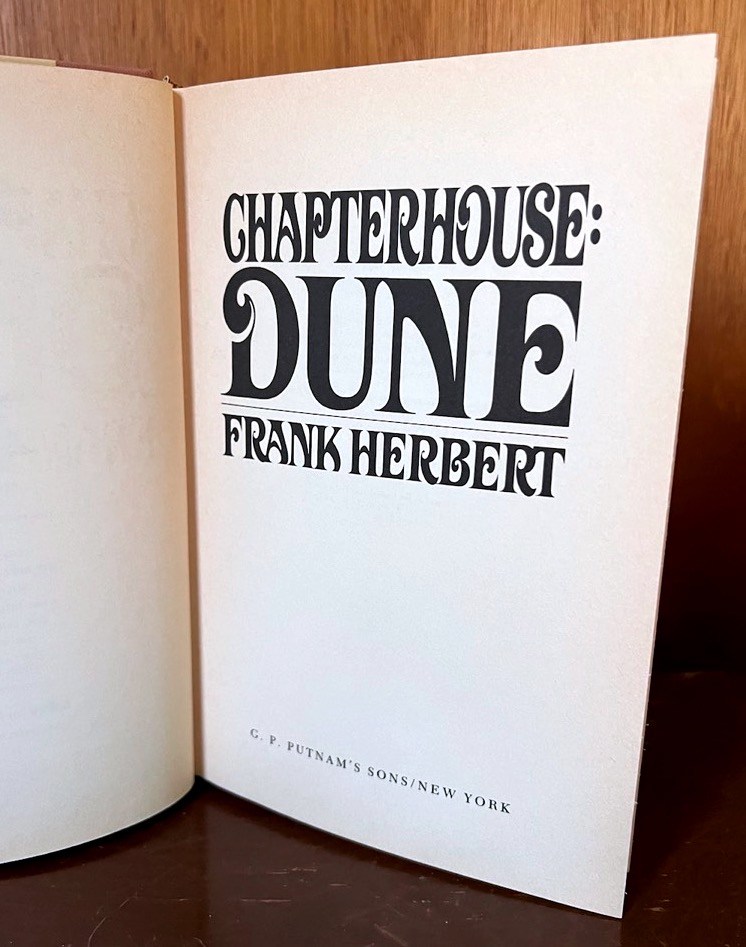 CHAPTERHOUSE:
DUNE
FRANK HERBERT
G. P. PUTNAM'S SONS/NEW YORK